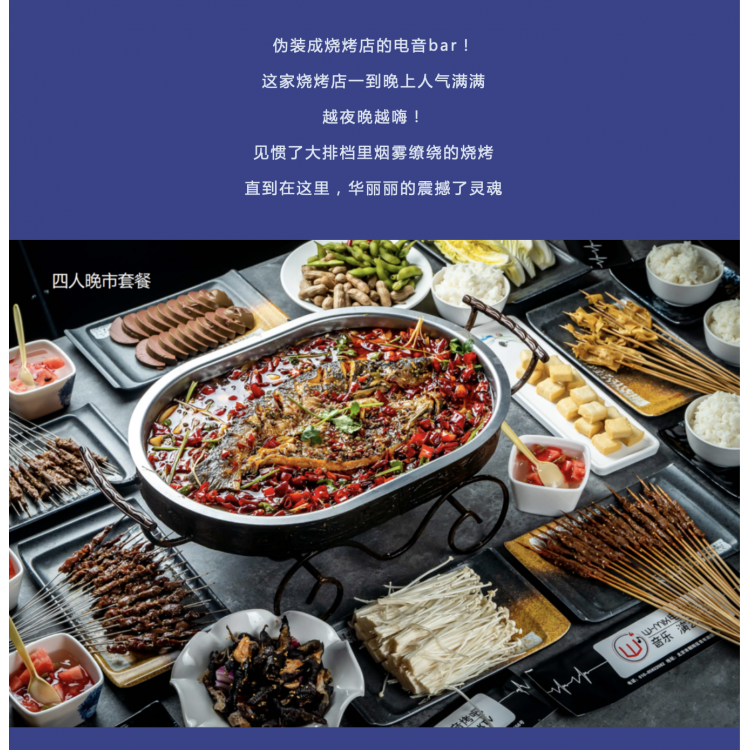 伪装成烧烤店的电音bar！
这家烧烤店一到晚上人气满满
越夜晚越嗨！
见惯了大排档里烟雾缭绕的烧烤
直到在这里，华丽丽的震撼了灵魂
四人晚市套餐
音乐